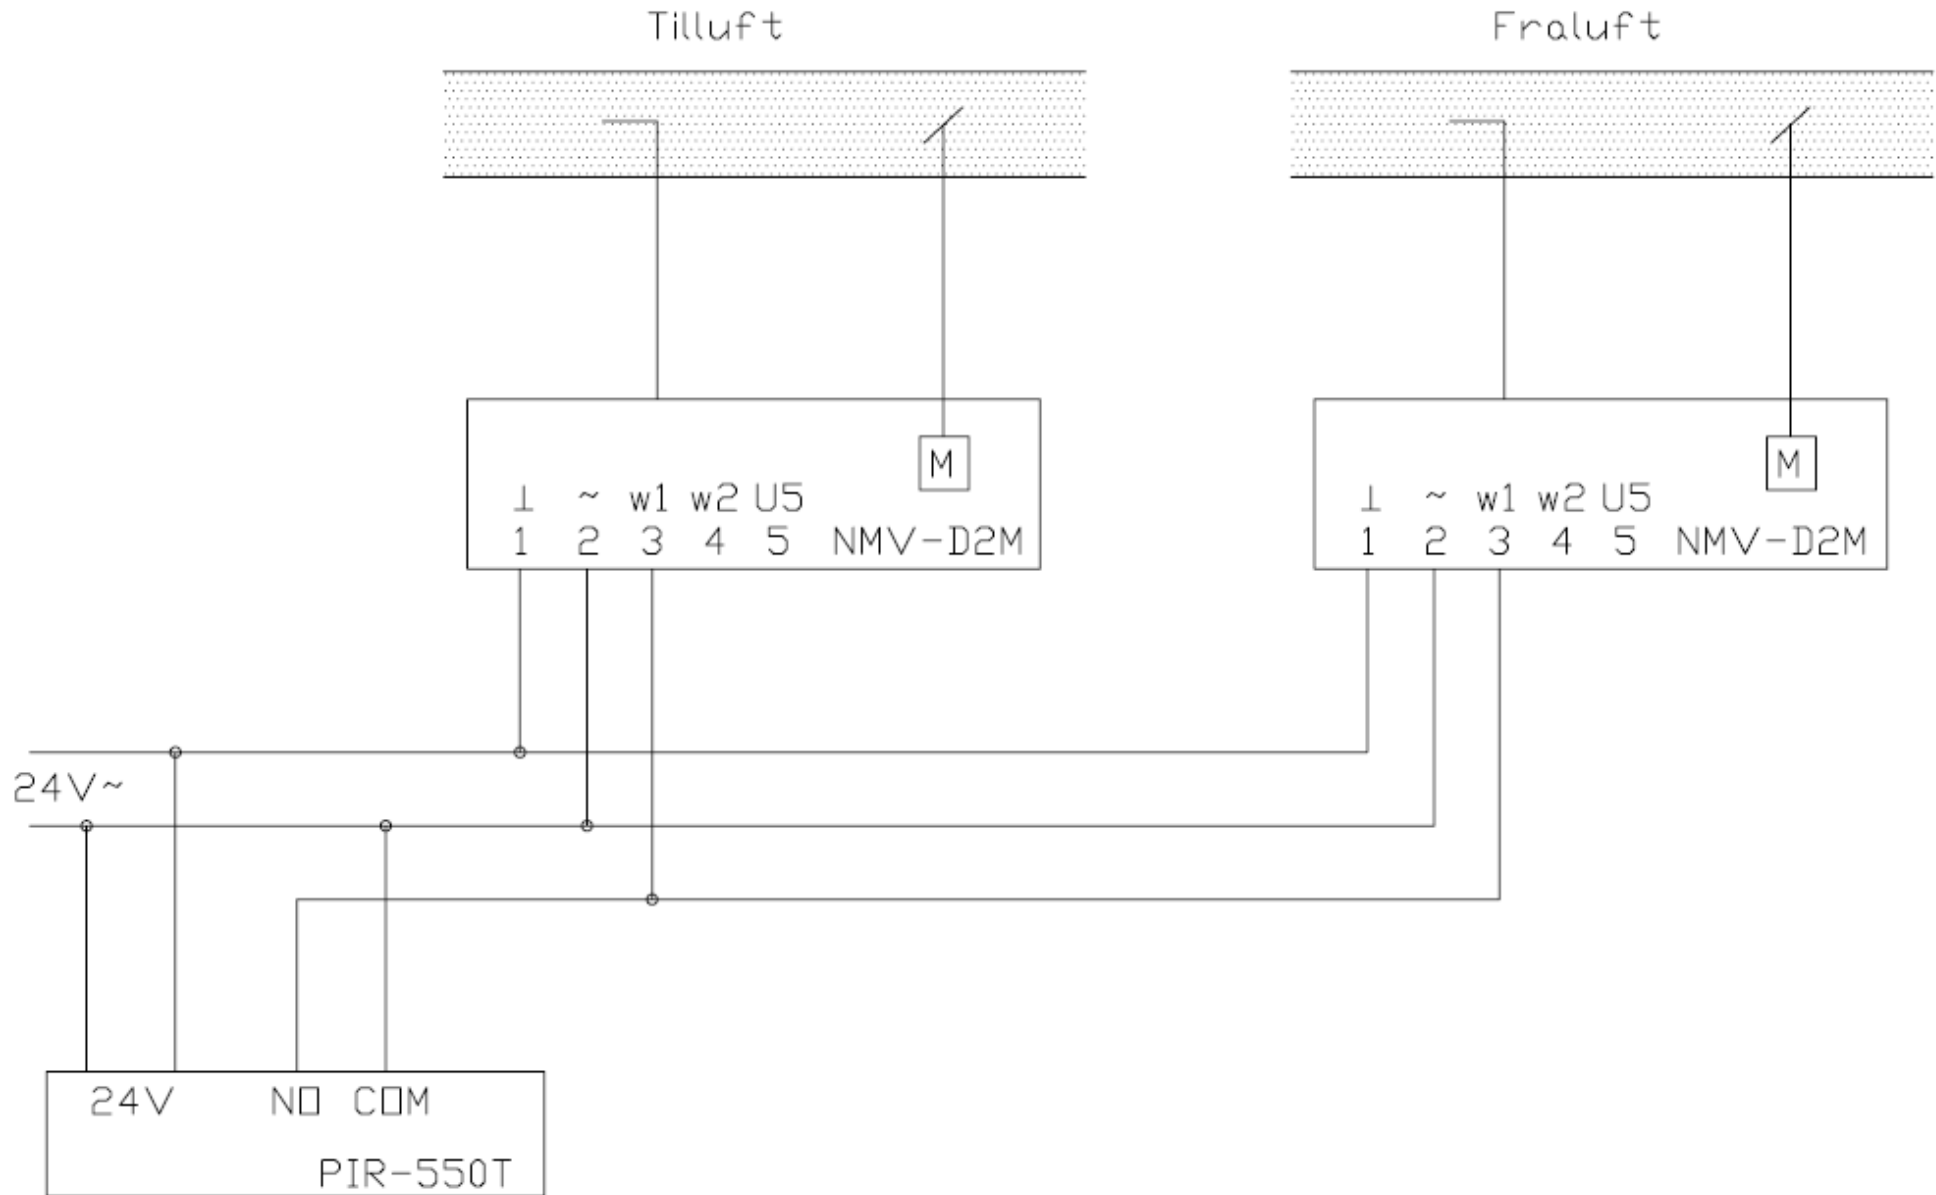 Tilluft Fraluft
M M
⊥ ~ w1 w2 U5 ⊥ ~ w1 w2 U5
1 2 3 4 5 NMV-D2M 1 2 3 4 5 NMV-D2M
24V~
24V NO COM
PIR-550T